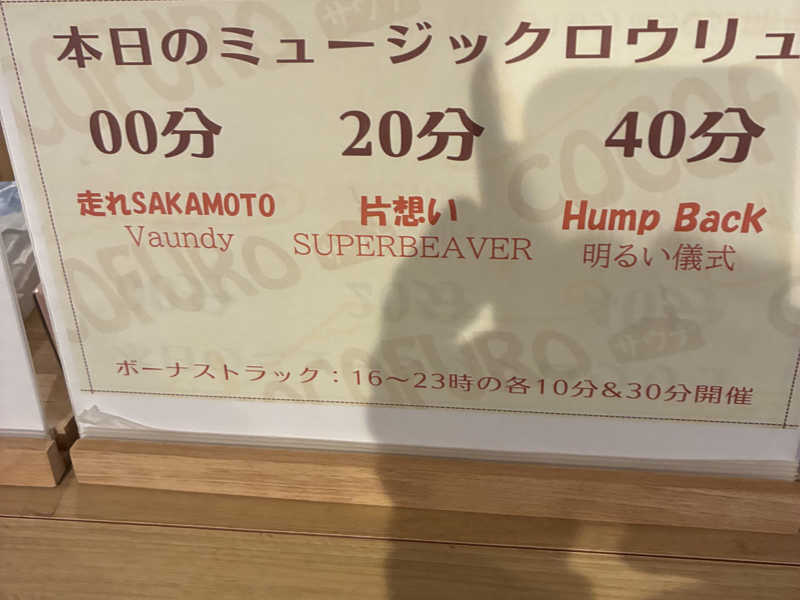 本日のミュージックロウリュ
00分 20分 40分
走れSAKAMOTO 片想い Hump Back
Vaundy SUPERBEAVER 明るい儀式
ボーナストラック：16～23時の各10分&30分開催